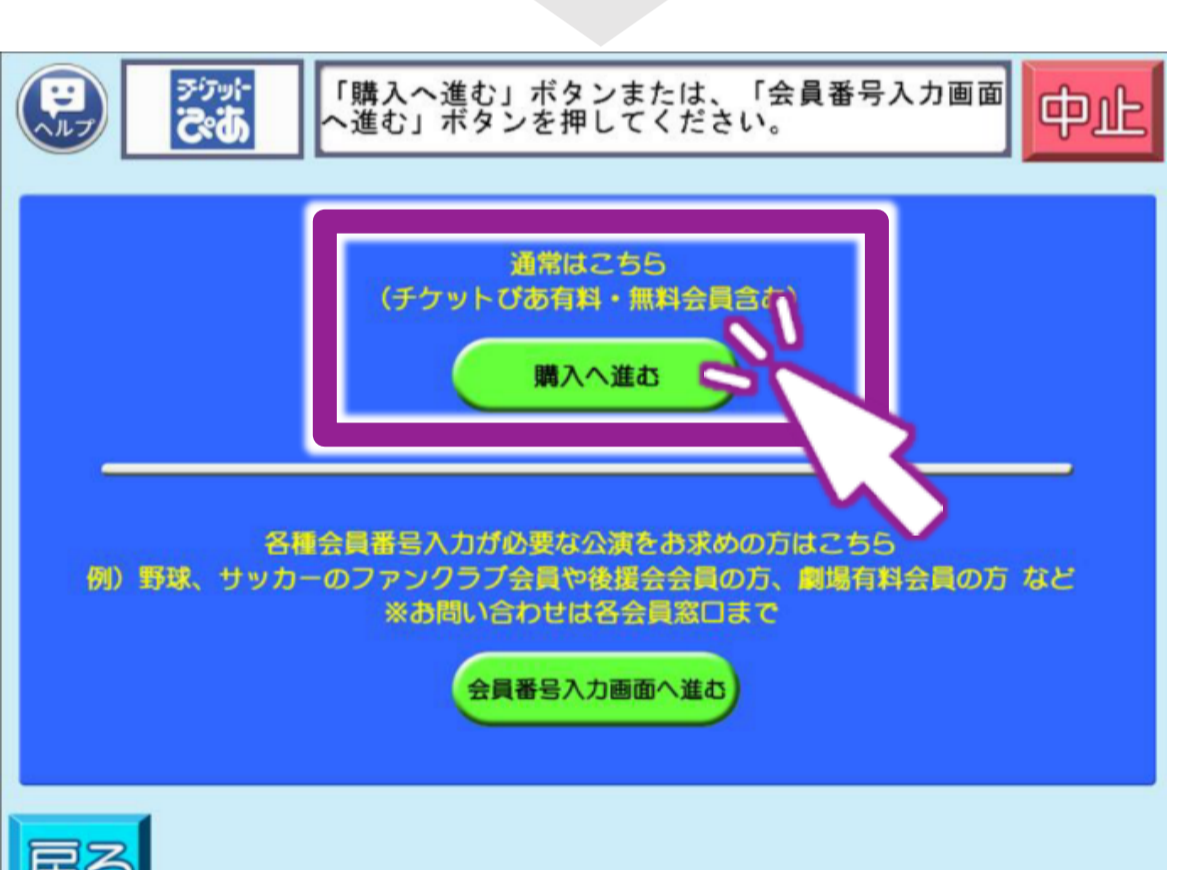 ヘルプ
チケット
ぴあ
「購入へ進む」ボタンまたは、「会員番号入力画面
へ進む」ボタンを押してください。
中止
通常はこちら
(チケットぴあ有料・無料会員含む)
購入へ進む
各種会員番号入力が必要な公演をお求めの方はこちら
例)野球、サッカーのファンクラブ会員や後援会会員の方、劇場有料会員の方 など
※お問い合わせは各会員窓口まで
会員番号入力画面へ進む
戻る